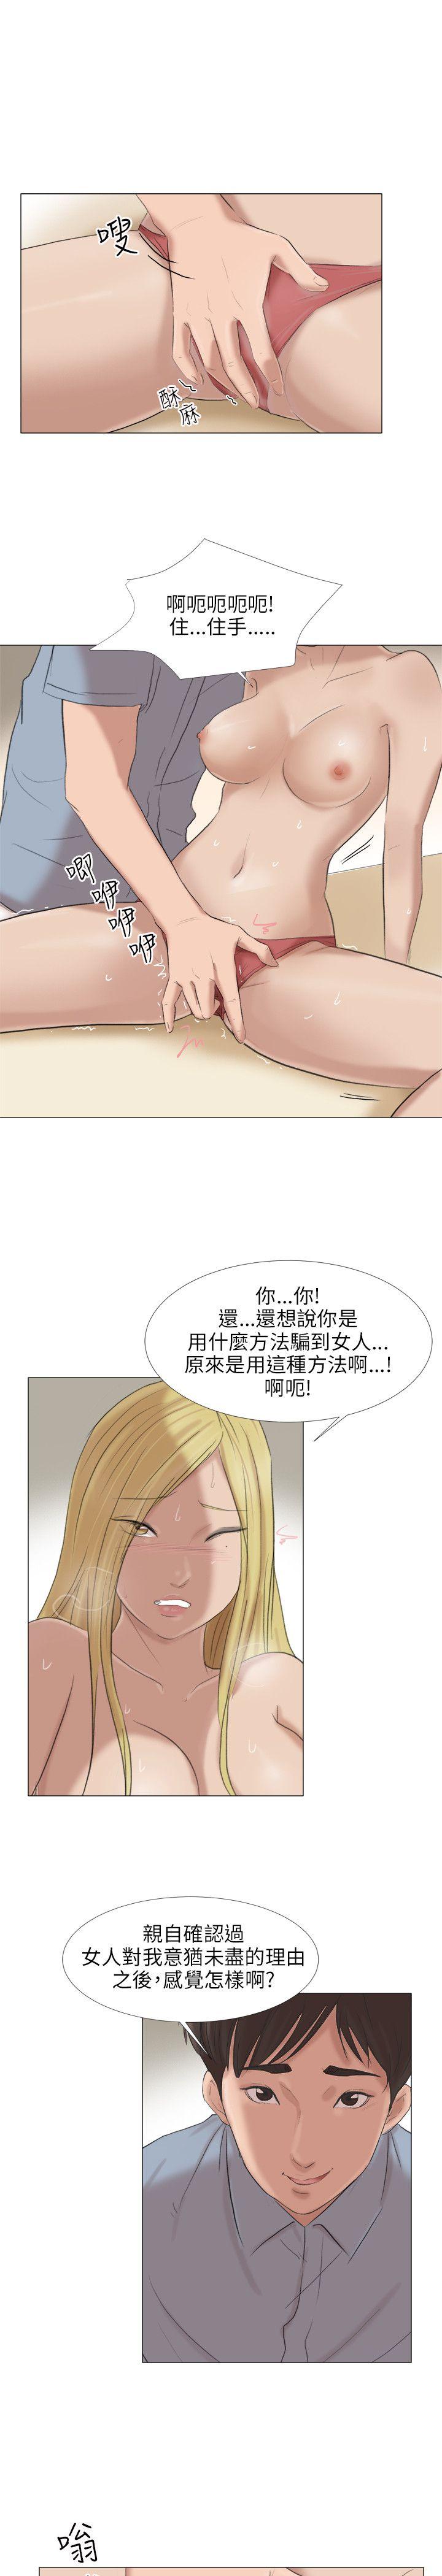 嗖
酥
麻
啊呃呃呃呃!
住...住手.....
唧
咿
咿
咿
你...你!
還...還想說你是
用什麼方法騙到女人...
原來是用這種方法啊...!
啊呃!
親自確認過
女人對我意猶未盡的理由
之後,感覺怎樣啊?
嗡